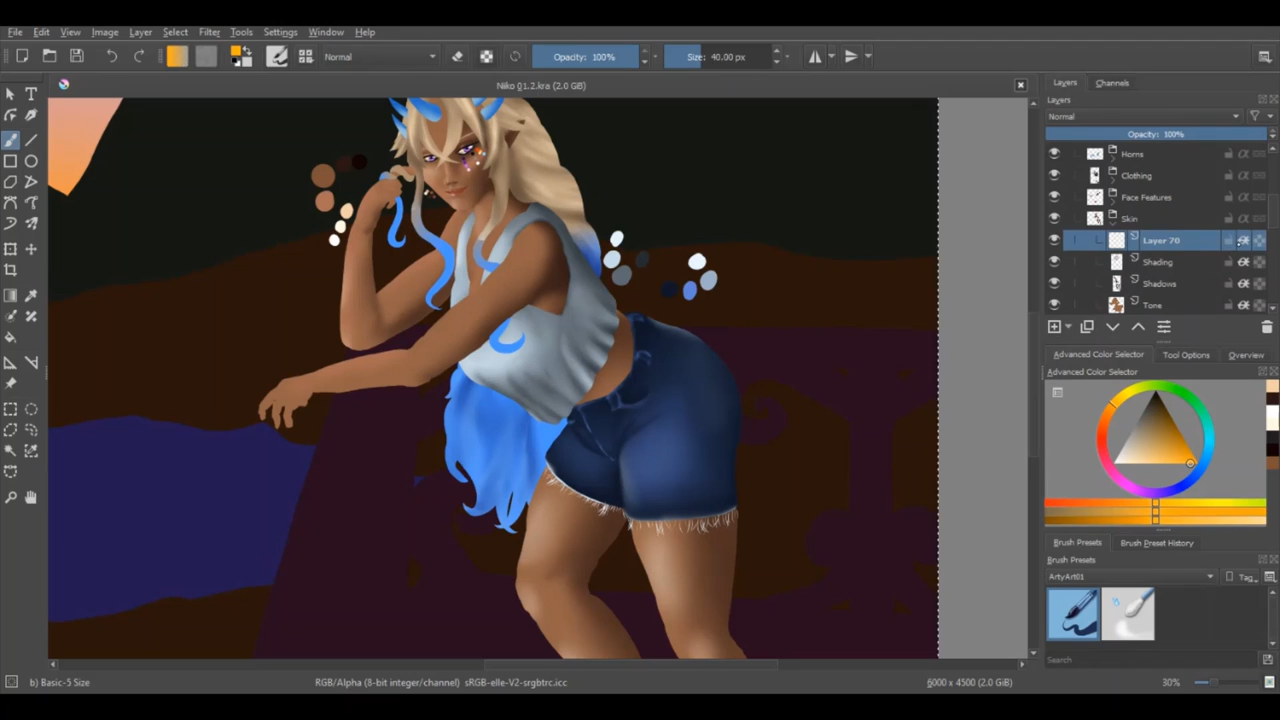 File Edit View Image Layer Select Filter Tools Settings Window Help
Normal Opacity: 100% Size: 40.00 px
Niko 01.2.kra (2.0 GiB)
Layers Channels
Layers
Normal
Opacity: 100%
Horns
Clothing
Face Features
Skin
Layer 70
Shading
Shadows
Tone
Advanced Color Selector Tool Options Overview
Advanced Color Selector
Brush Presets Brush Preset History
Brush Presets
ArtyArt01 Tag
Search
b) Basic-5 Size RGB/Alpha (8-bit integer/channel) sRGB-elle-V2-srgbtrc.icc 6000 x 4500 (2.0 GiB) 30%